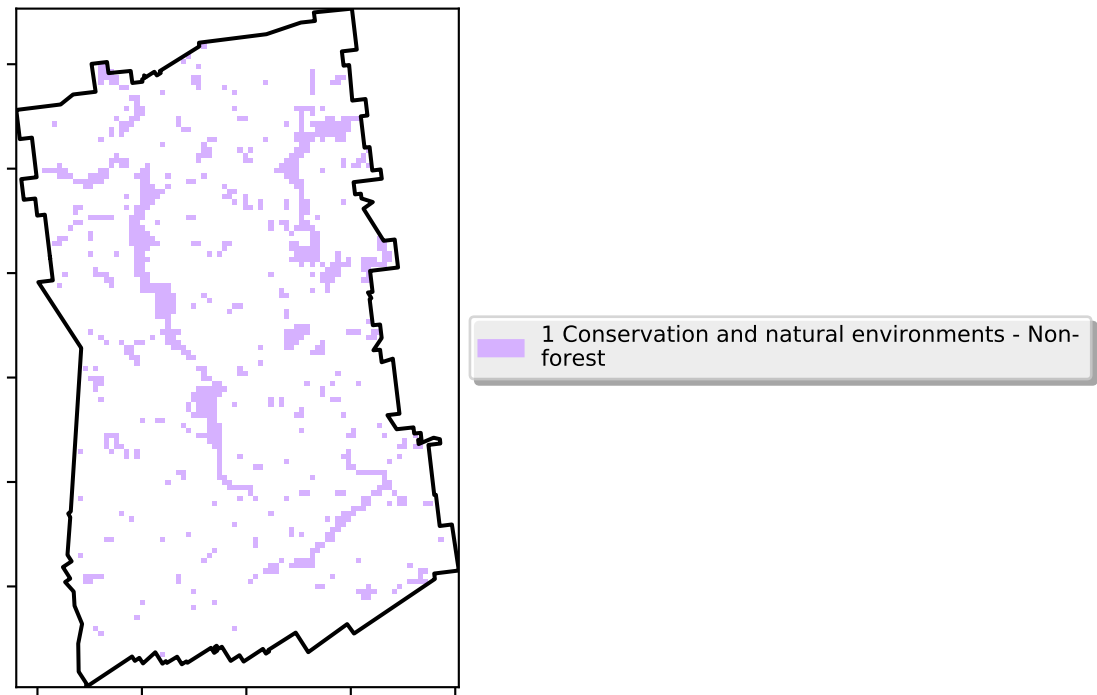 1 Conservation and natural environments - Non-
forest